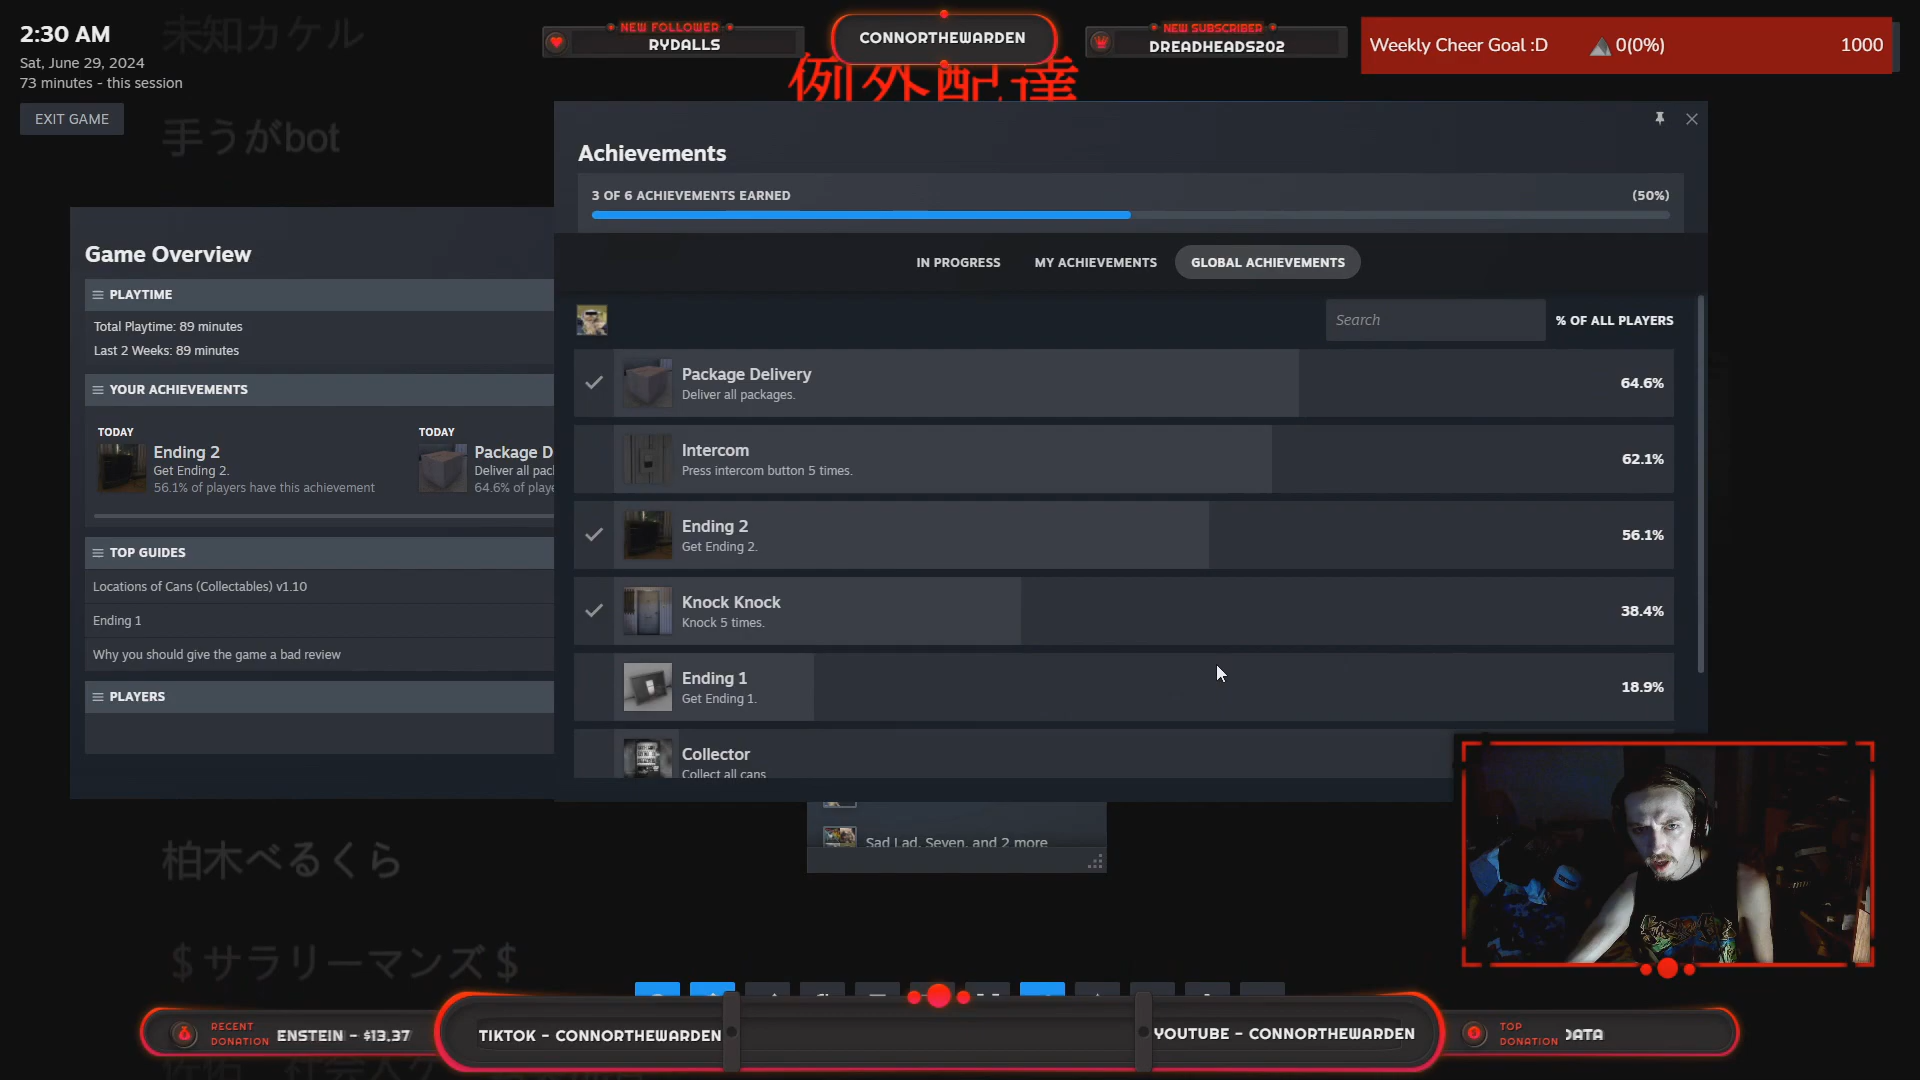 2:30 AM
Sat, June 29, 2024
73 minutes - this session
EXIT GAME
未知カケル
手うがbot
NEW FOLLOWER
RYDALLS
CONNORTHEWARDEN
NEW SUBSCRIBER
DREADHEADS202
Weekly Cheer Goal :D
0(0%)
1000
例外配達
Achievements
3 OF 6 ACHIEVEMENTS EARNED
(50%)
IN PROGRESS
MY ACHIEVEMENTS
GLOBAL ACHIEVEMENTS
Search
% OF ALL PLAYERS
Package Delivery
Deliver all packages.
64.6%
Intercom
Press intercom button 5 times.
62.1%
Ending 2
Get Ending 2.
56.1%
Knock Knock
Knock 5 times.
38.4%
Ending 1
Get Ending 1.
18.9%
Collector
Collect all cans
Game Overview
PLAYTIME
Total Playtime: 89 minutes
Last 2 Weeks: 89 minutes
YOUR ACHIEVEMENTS
TODAY
Ending 2
Get Ending 2.
56.1% of players have this achievement
TODAY
Package D
Deliver all pac
64.6% of playe
TOP GUIDES
Locations of Cans (Collectables) v1.10
Ending 1
Why you should give the game a bad review
PLAYERS
Sad Lad, Seven, and 2 more
柏木べるくら
$サラリーマンズ$
RECENT DONATION
ENSTEIN - $13.37
TIKTOK - CONNORTHEWARDEN
YOUTUBE - CONNORTHEWARDEN
TOP DONATION
DATA